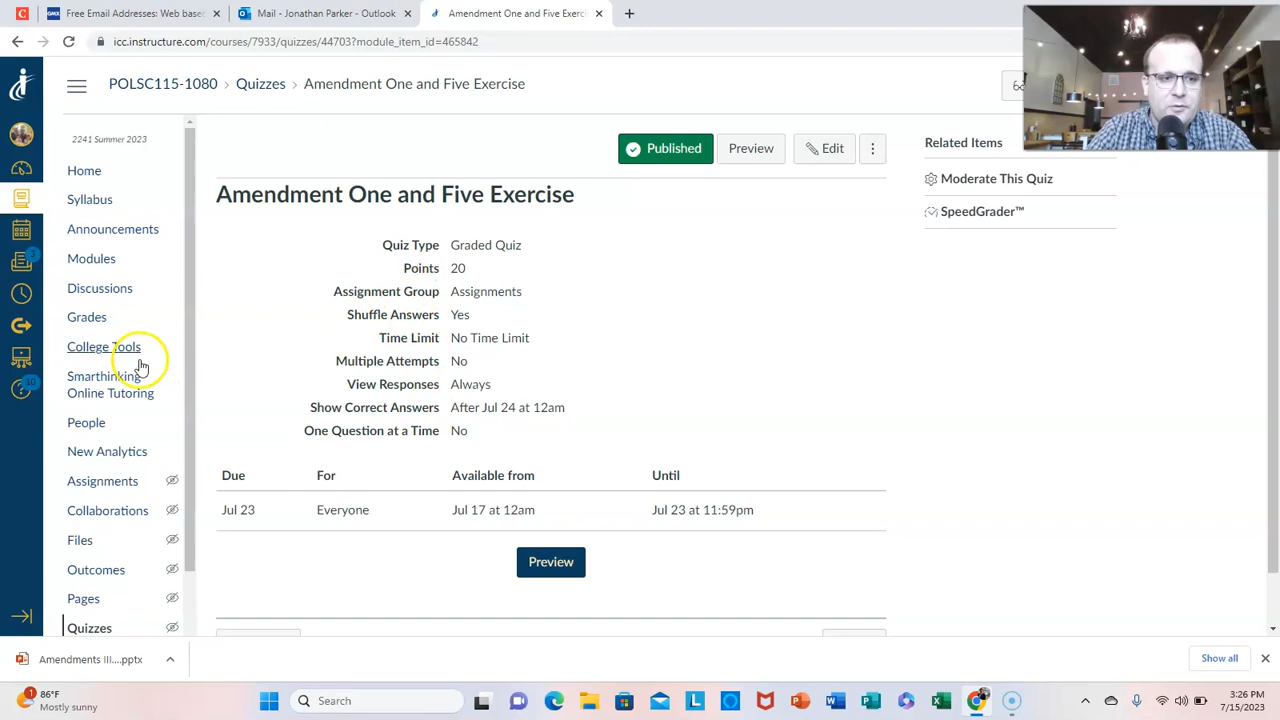 Free Email Addresses: Web base
Mail - Jonathan Parker - Outlook
Amendment One and Five Exerci
icc.instructure.com/courses/7933/quizzes/44703?module_item_id=465842
POLSC115-1080 › Quizzes › Amendment One and Five Exercise
2241 Summer 2023
Home
Syllabus
Announcements
Modules
Discussions
Grades
College Tools
Smarthinking
Online Tutoring
People
New Analytics
Assignments
Collaborations
Files
Outcomes
Pages
Quizzes
3
10
Published
Preview
Edit
Amendment One and Five Exercise
Quiz Type Graded Quiz
Points 20
Assignment Group Assignments
Shuffle Answers Yes
Time Limit No Time Limit
Multiple Attempts No
View Responses Always
Show Correct Answers After Jul 24 at 12am
One Question at a Time No
Due For Available from Until
Jul 23 Everyone Jul 17 at 12am Jul 23 at 11:59pm
Preview
Related Items
Moderate This Quiz
SpeedGrader™
Amendments III....pptx
Show all
1
86°F
Mostly sunny
Search
3:26 PM
7/15/2023